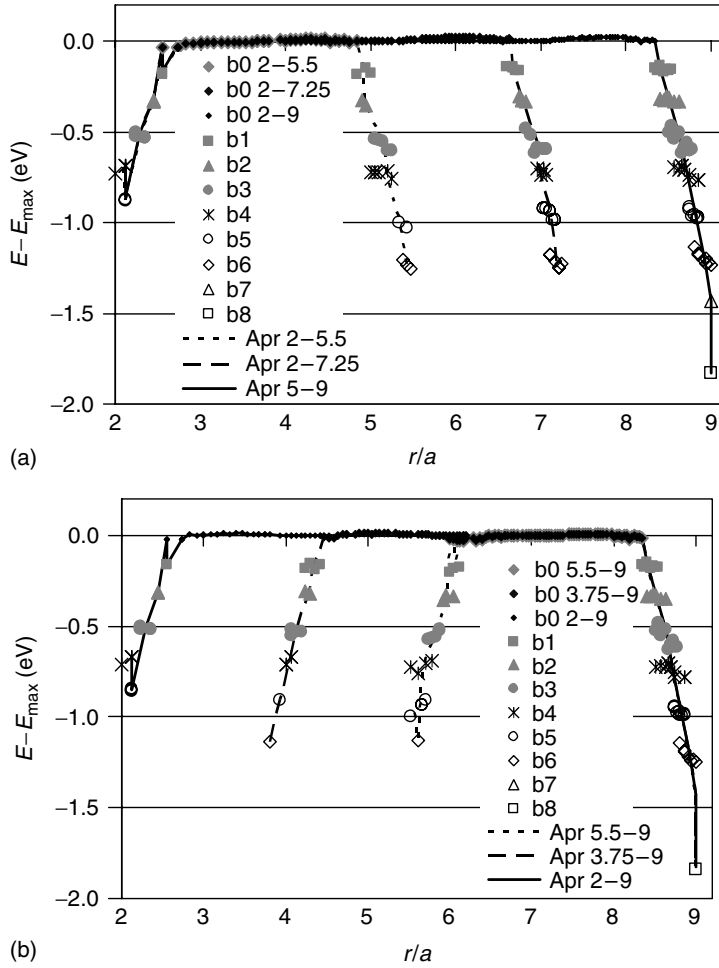 0.0
−0.5
−1.0
−1.5
−2.0
E−Emax (eV)
b0 2−5.5
b0 2−7.25
b0 2−9
b1
b2
b3
b4
b5
b6
b7
b8
Apr 2−5.5
Apr 2−7.25
Apr 5−9
2 3 4 5 6 7 8 9
(a)
r/a
0.0
−0.5
−1.0
−1.5
−2.0
E−Emax (eV)
b0 5.5−9
b0 3.75−9
b0 2−9
b1
b2
b3
b4
b5
b6
b7
b8
Apr 5.5−9
Apr 3.75−9
Apr 2−9
2 3 4 5 6 7 8 9
(b)
r/a